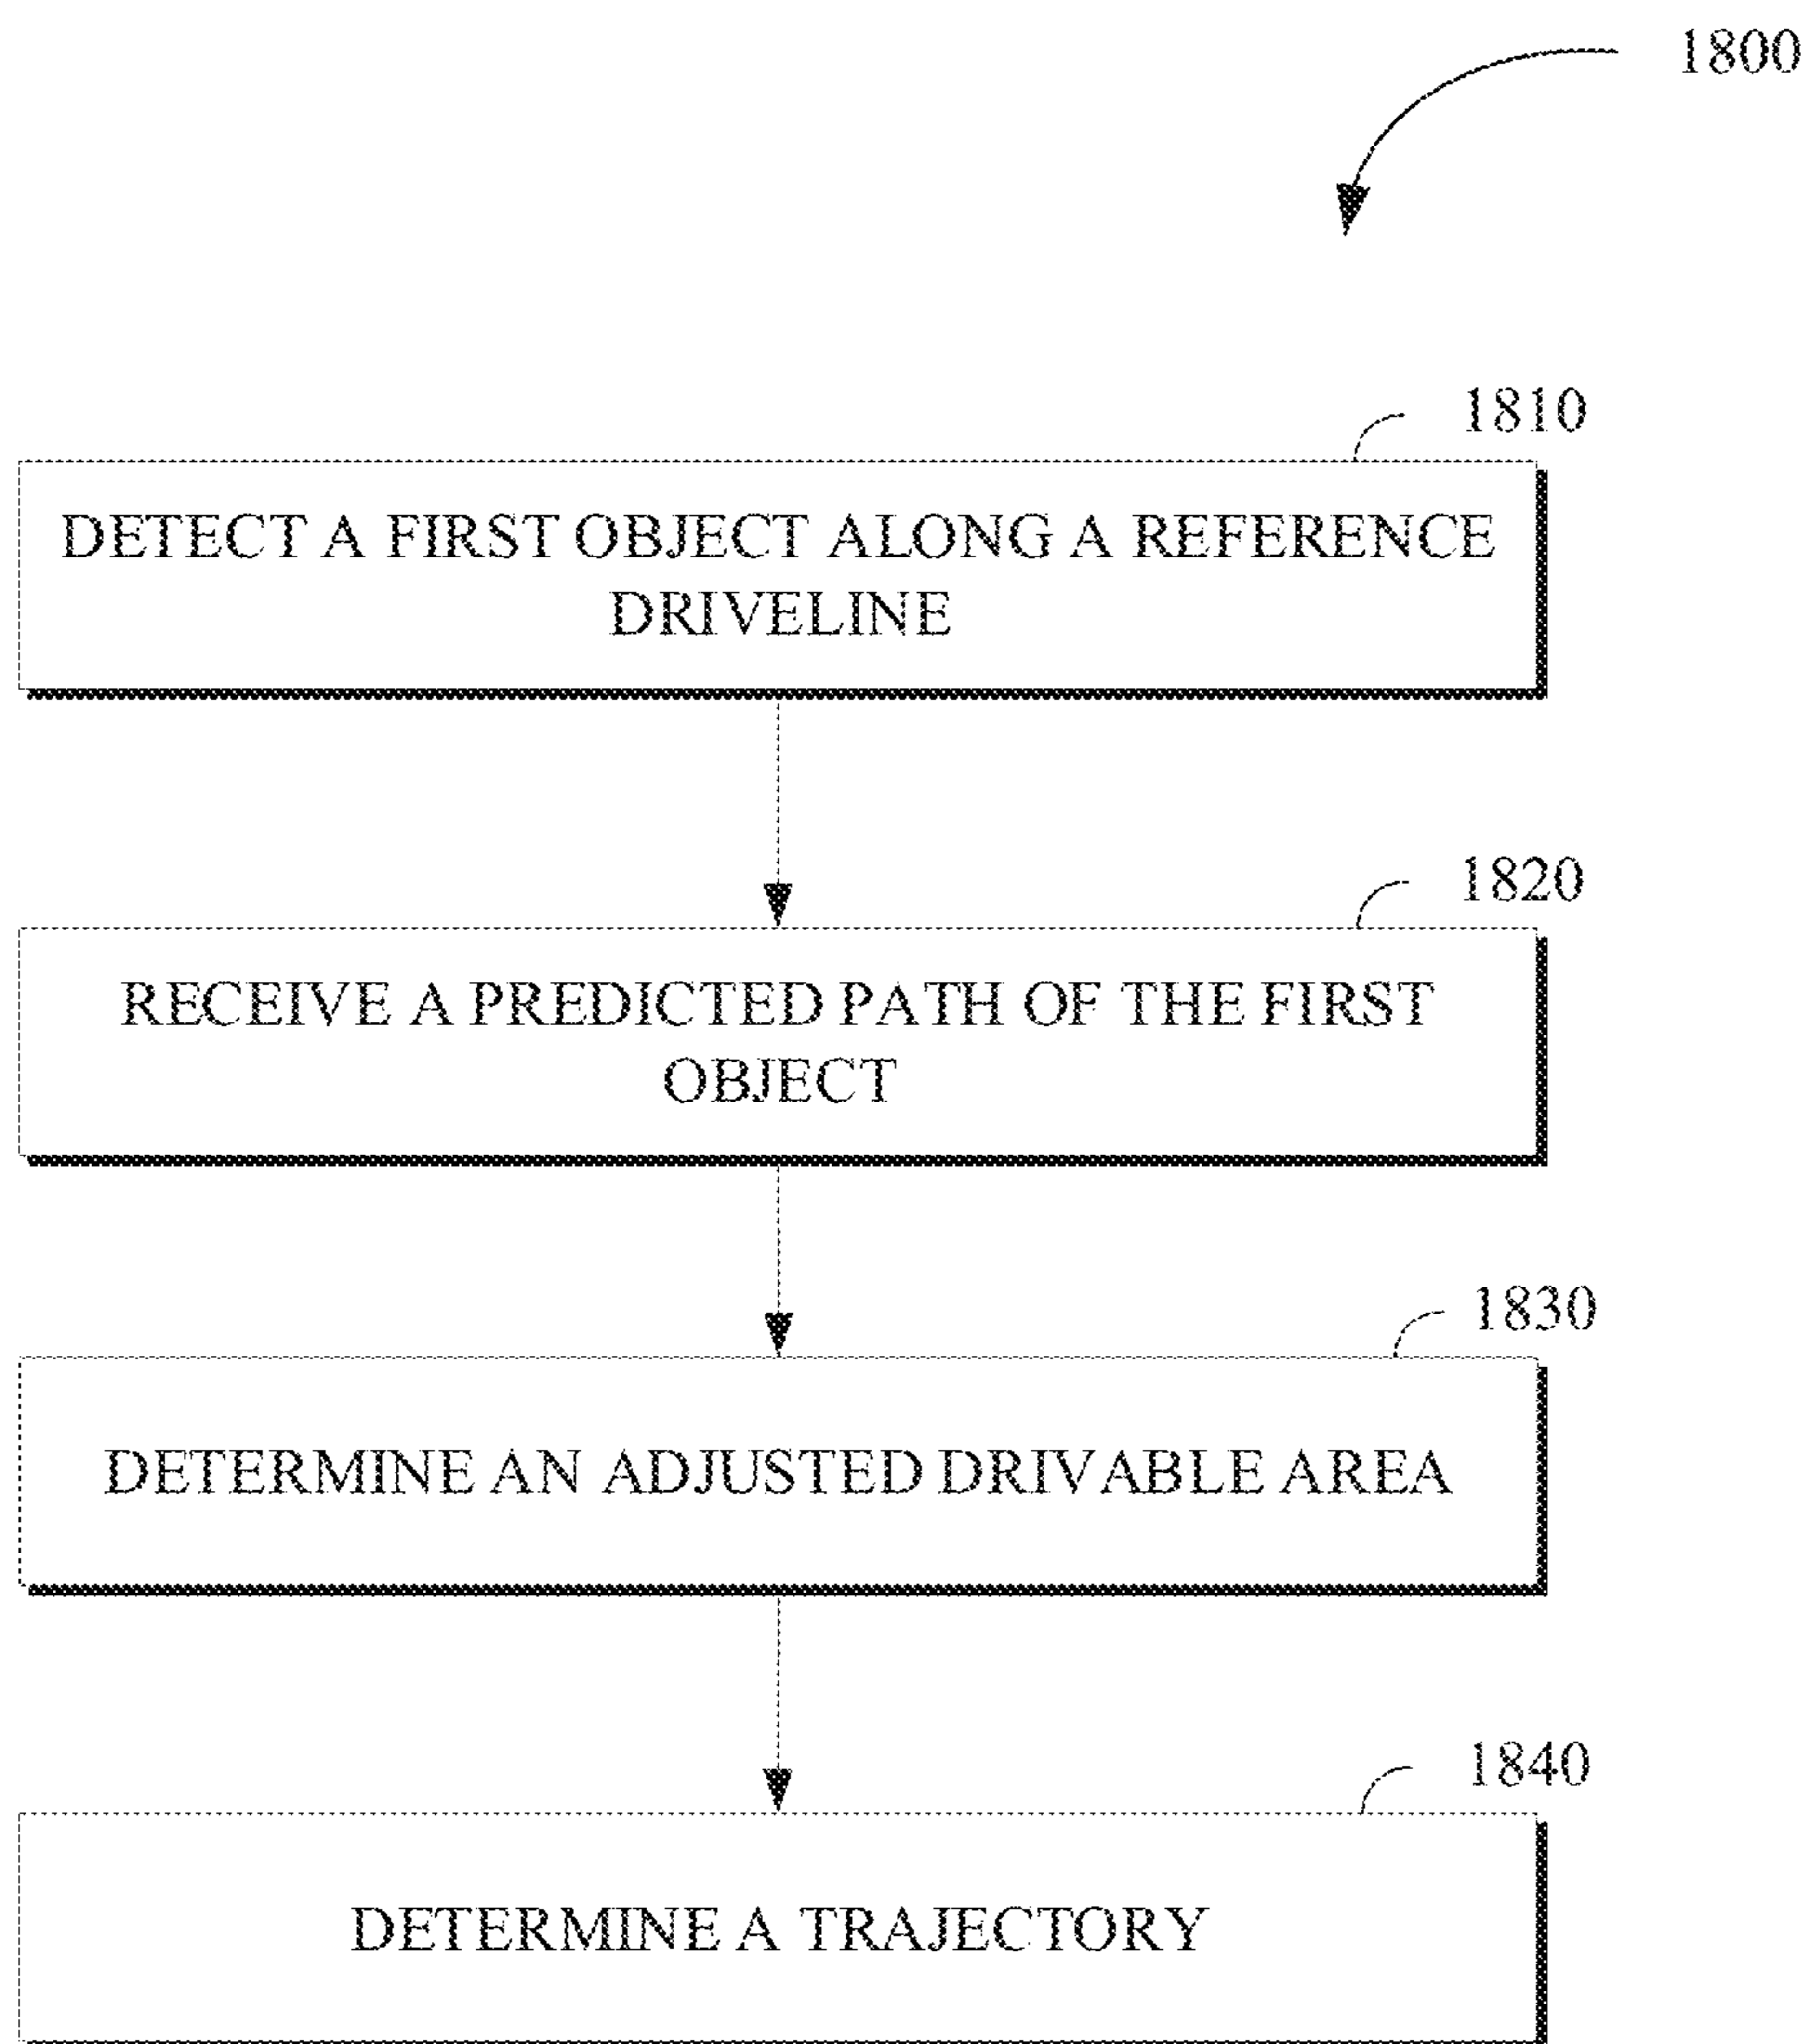 1800
1810
DETECT A FIRST OBJECT ALONG A REFERENCE
DRIVELINE
1820
RECEIVE A PREDICTED PATH OF THE FIRST
OBJECT
1830
DETERMINE AN ADJUSTED DRIVABLE AREA
1840
DETERMINE A TRAJECTORY